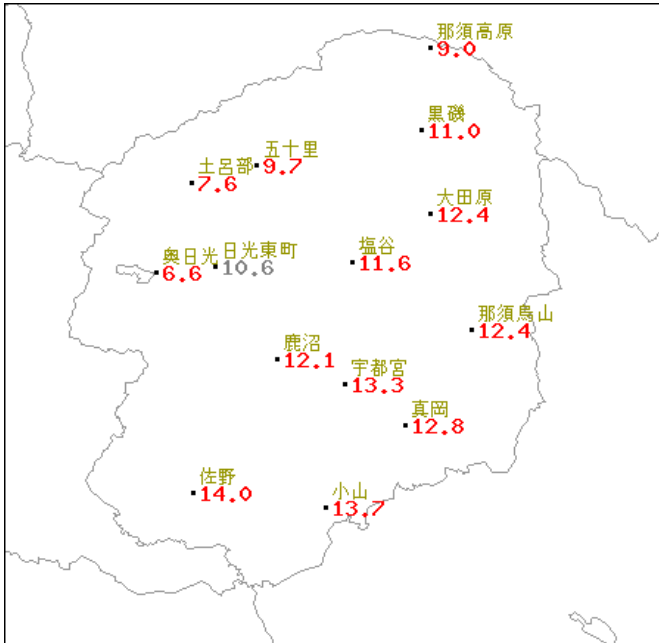 那須高原
9.0
黒磯
11.0
五十里
9.7
土呂部
7.6
大田原
12.4
奥日光
6.6
日光東町
10.6
塩谷
11.6
那須烏山
12.4
鹿沼
12.1
宇都宮
13.3
真岡
12.8
佐野
14.0
小山
13.7